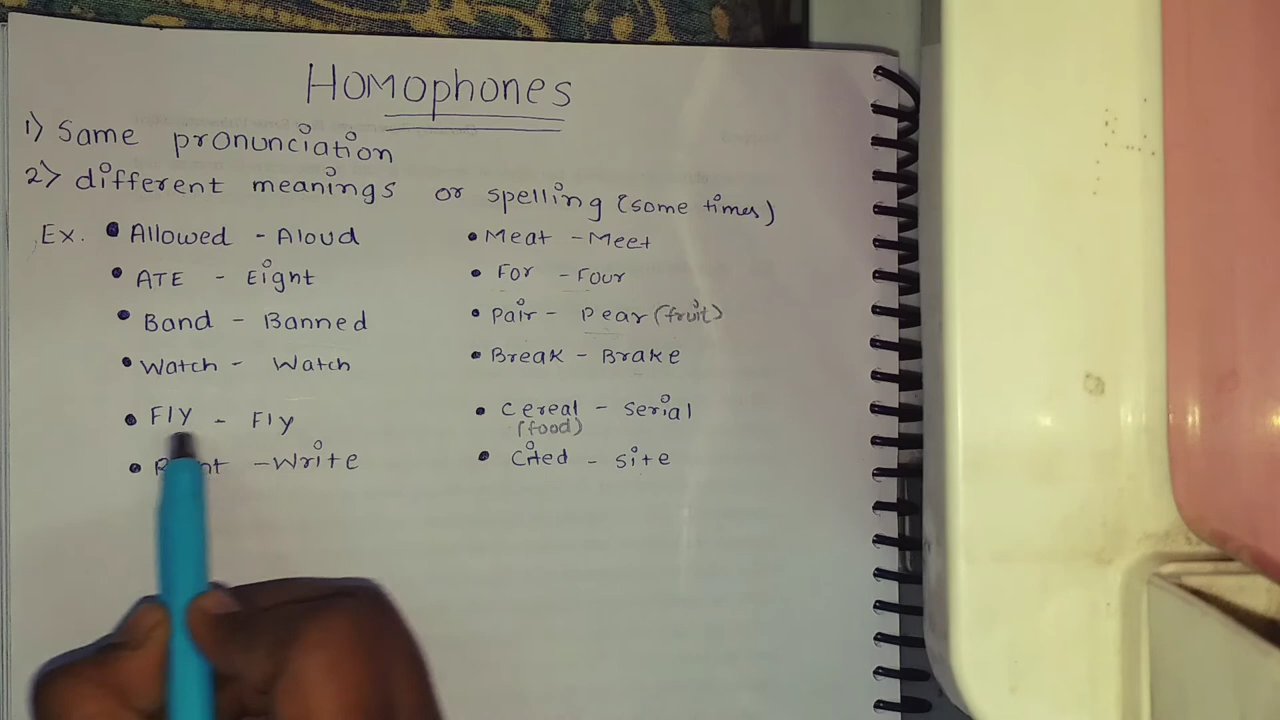 Homophones
1) Same pronunciation
2) different meanings or spelling (some times)
Ex. • Allowed - Aloud
• ATE - Eight
• Band - Banned
• Watch - Watch
• Fly - Fly
- Write
• Meat - Meet
• For - Four
• Pair - Pear (fruit)
• Break - Brake
• Cereal - Serial
(food)
• Cited - Site